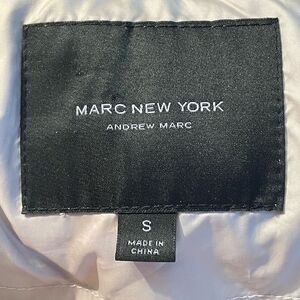 MARC NEW YORK
ANDREW MARC
S
MADE IN
CHINA